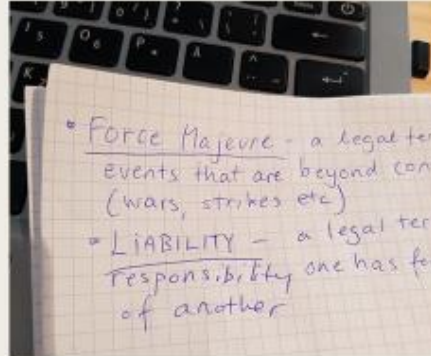 • Force Majeure - a legal ter
events that are beyond con
(wars, strikes etc)
• LIABILITY - a legal ter
responsibility one has fo
of another